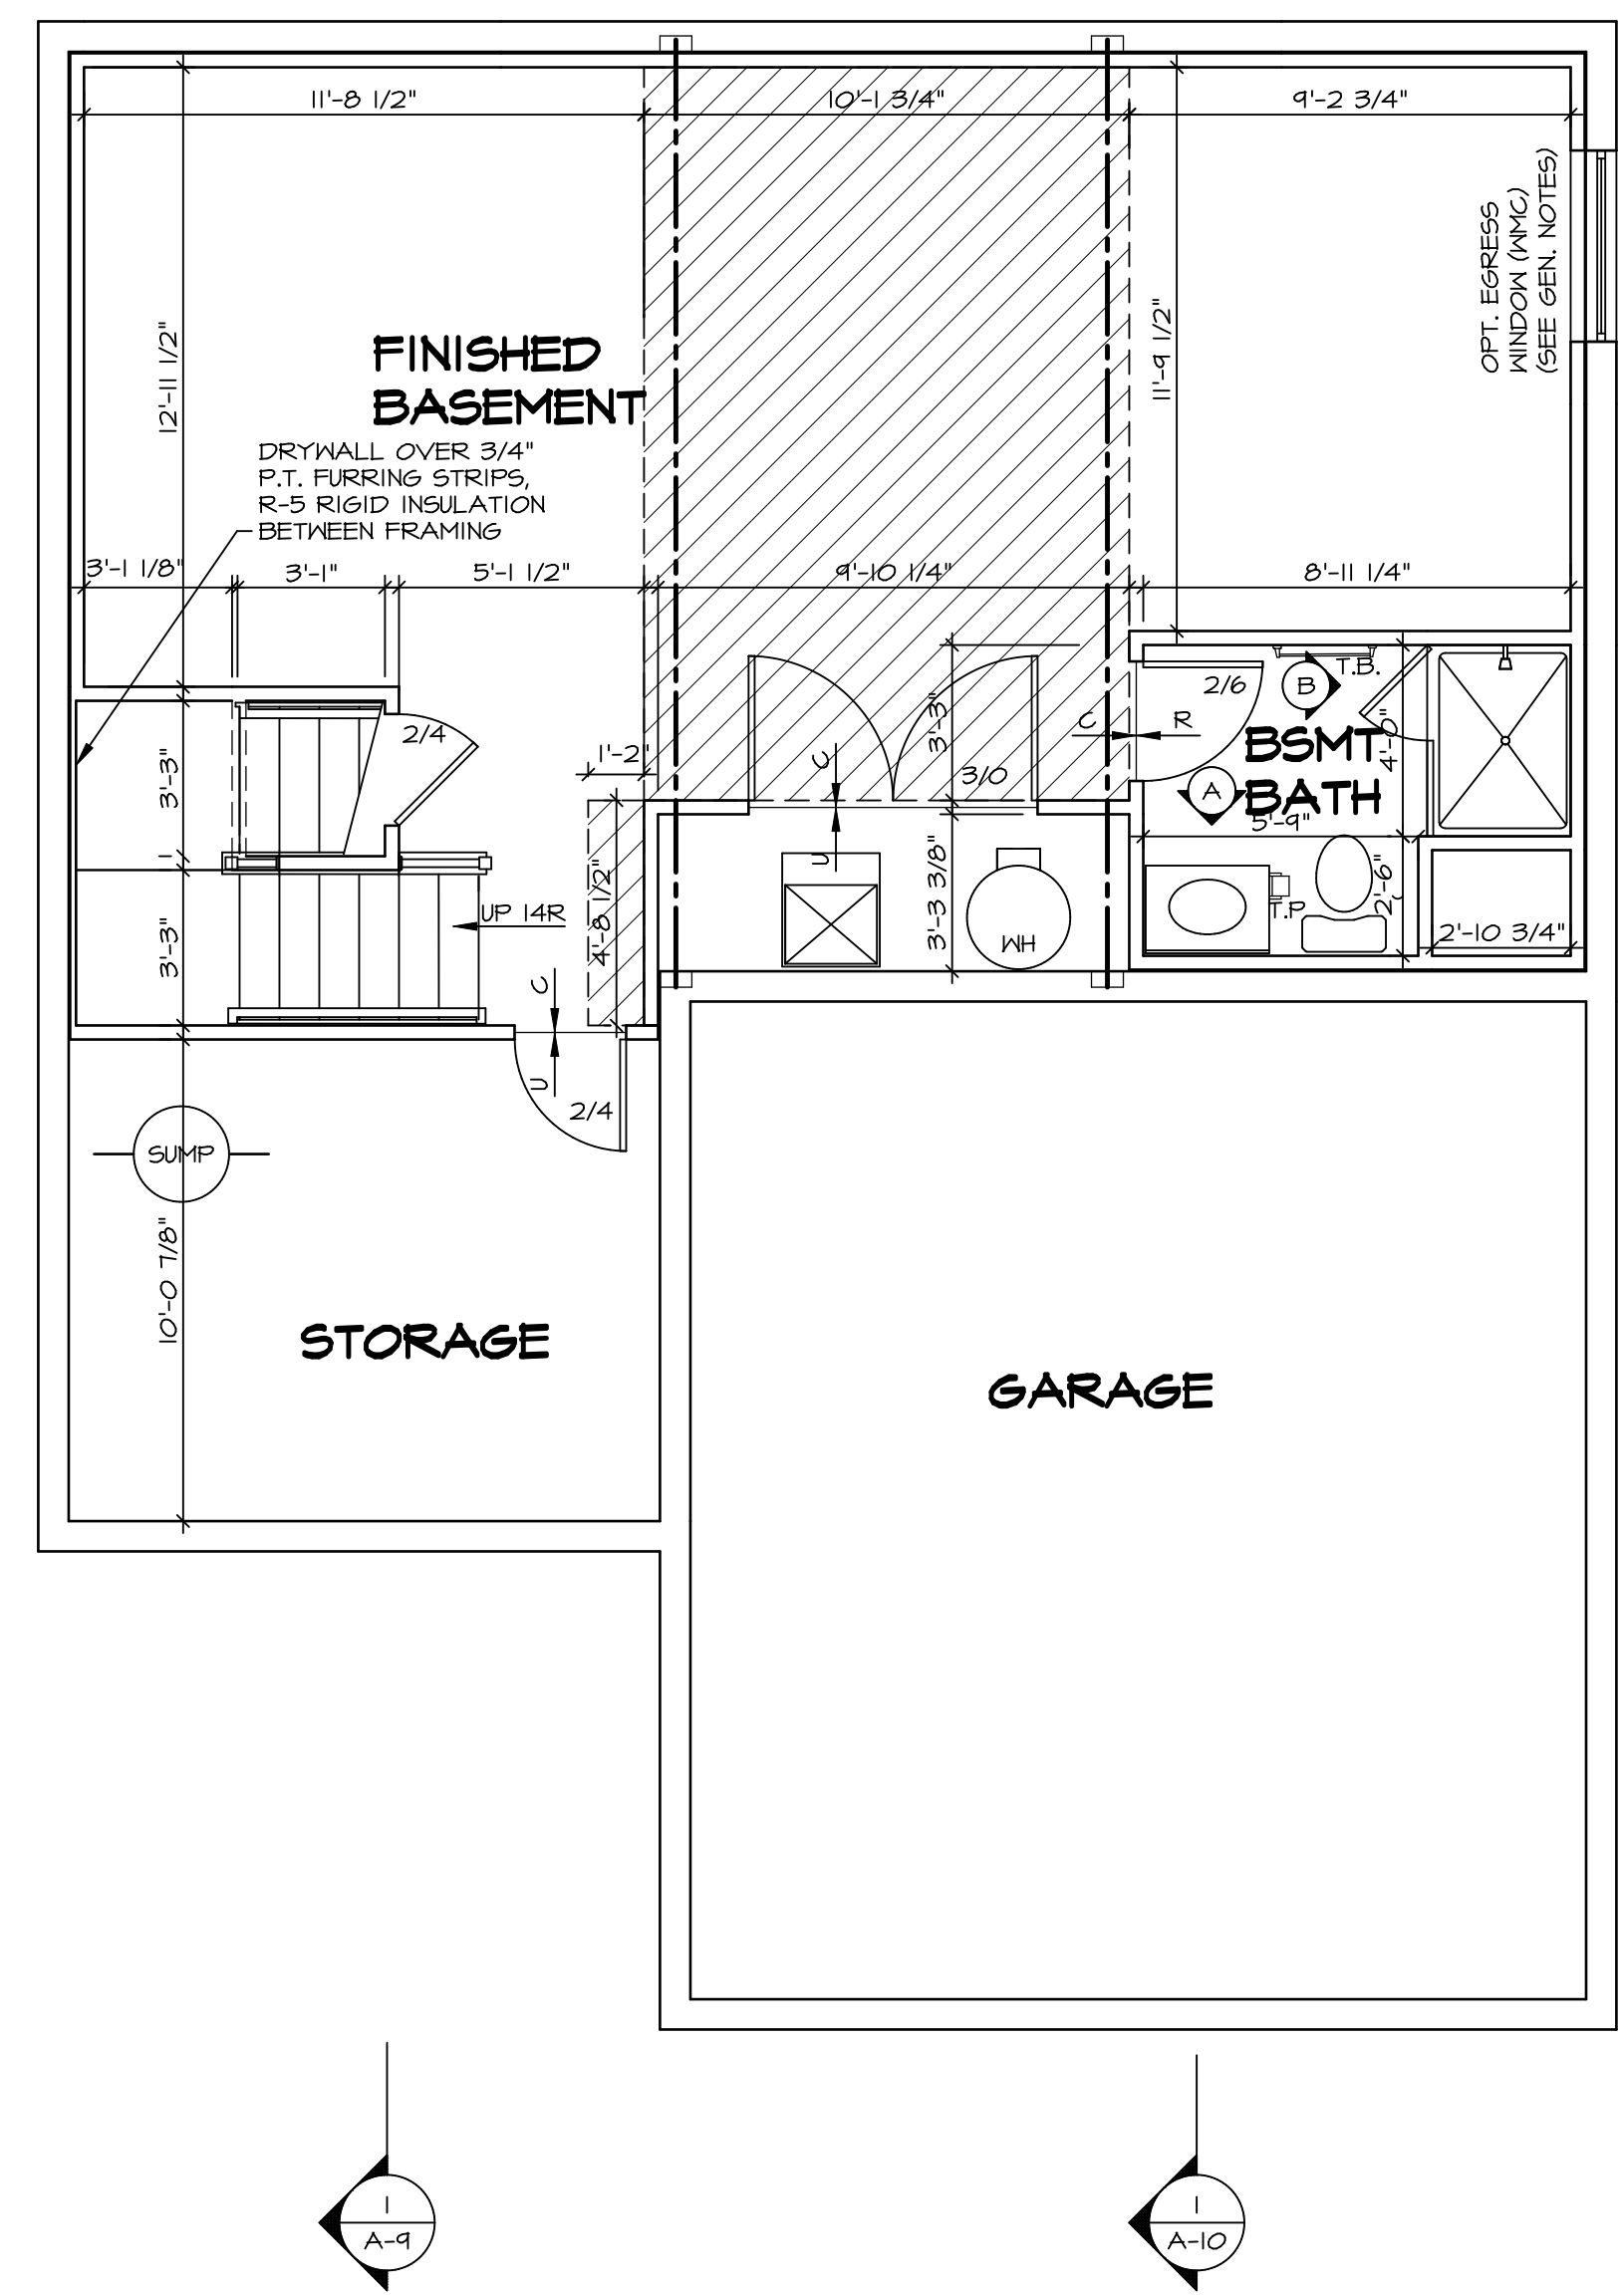 11'-8 1/2"
10'-1 3/4"
9'-2 3/4"
OPT. EGRESS
WINDOW (WMC)
(SEE GEN. NOTES)
12'-11 1/2"
11'-9 1/2"
FINISHED
BASEMENT
DRYWALL OVER 3/4"
P.T. FURRING STRIPS,
R-5 RIGID INSULATION
BETWEEN FRAMING
3'-1 1/8"
3'-1"
5'-1 1/2"
9'-10 1/4"
8'-11 1/4"
2/4
3'-3"
1'-2"
C
U
3'-3"
3/0
C
R
2/6
B
T.B.
BSMT
BATH
A
4'-0"
5'-9"
3'-3"
UP 14R
4'-8 1/2"
3'-3 3/8"
WH
T.P.
2'-6"
2'-10 3/4"
C
U
2/4
SUMP
10'-0 7/8"
STORAGE
GARAGE
1
A-9
1
A-10